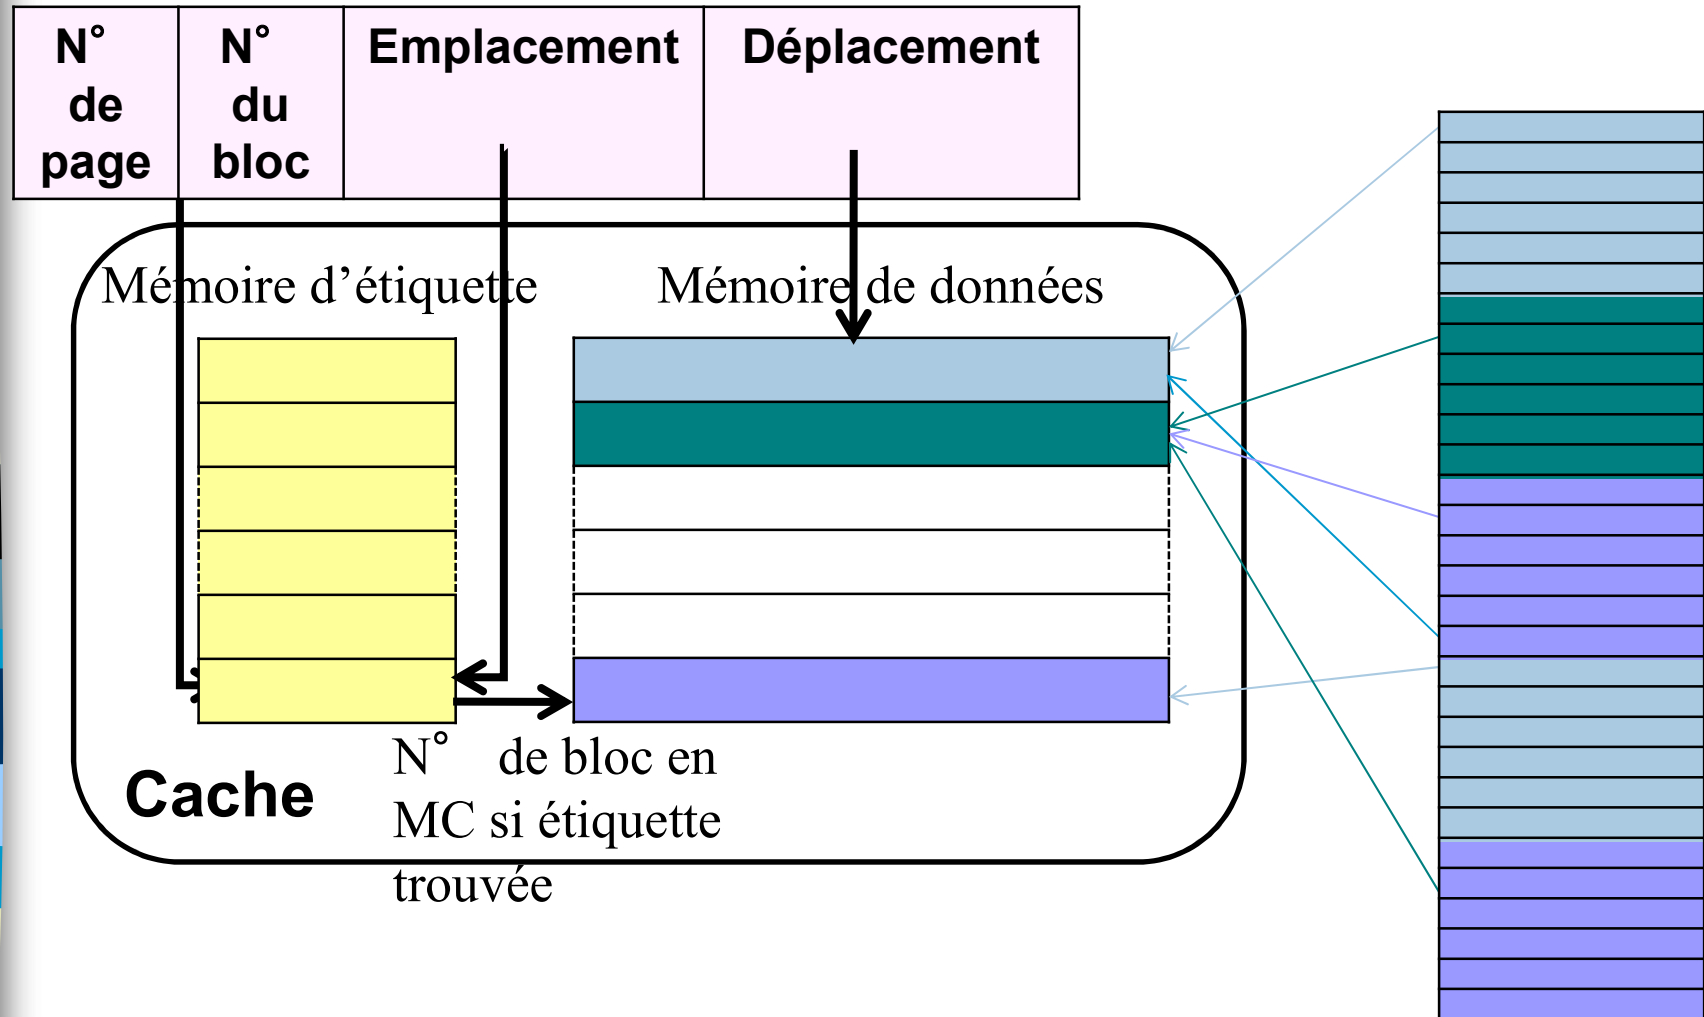 N°
de
page
N°
du
bloc
Emplacement
Déplacement
Mémoire d’étiquette
Mémoire de données
N° de bloc en
MC si étiquette
trouvée
Cache